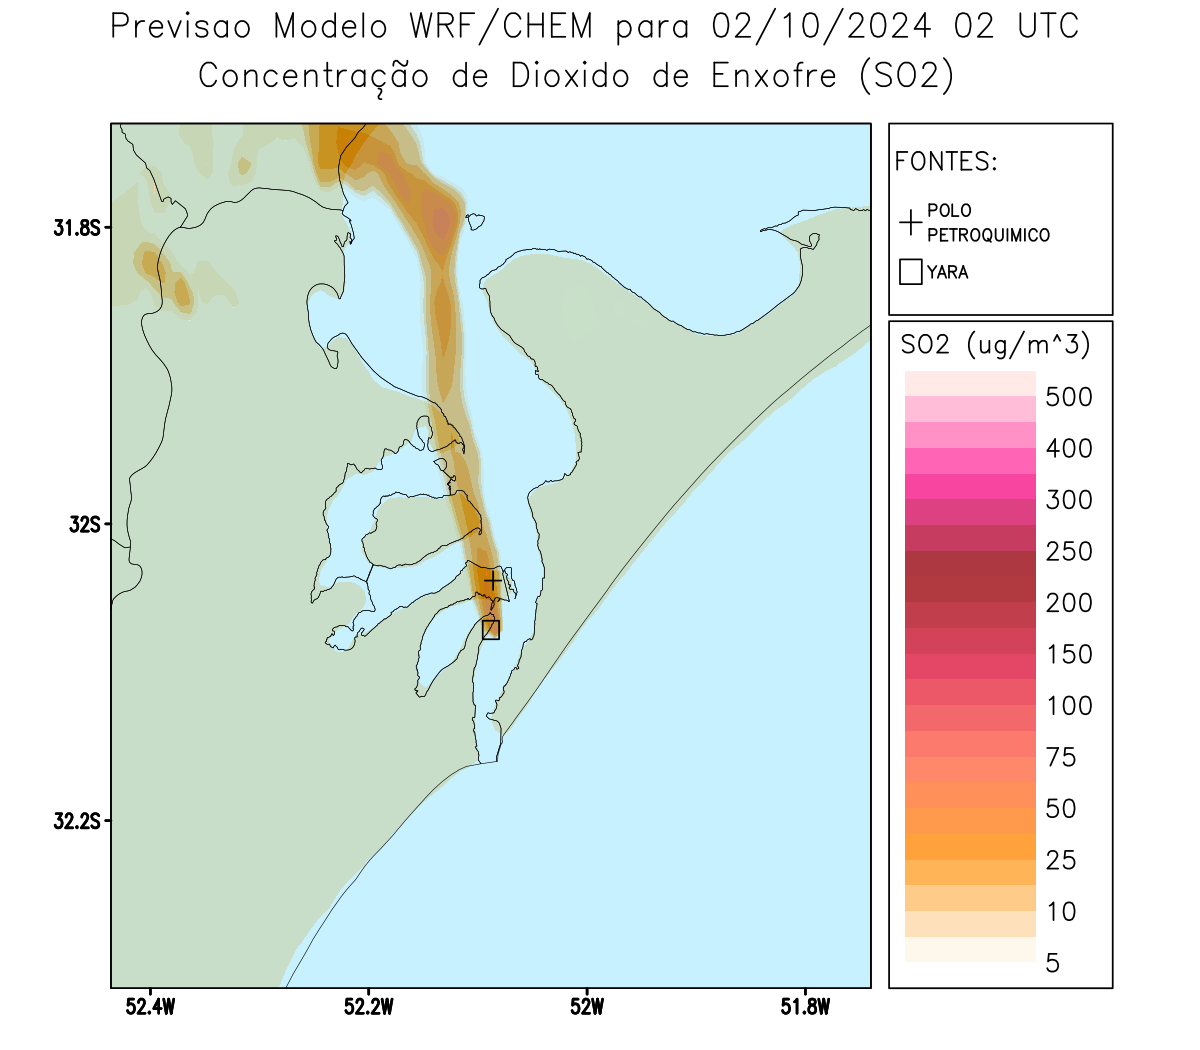 Previsao Modelo WRF/CHEM para 02/10/2024 02 UTC
Concentração de Dioxido de Enxofre (SO2)
FONTES:
POLO
PETROQUIMICO
YARA
SO2 (ug/m^3)
500
400
300
250
200
150
100
75
50
25
10
5
31.8S
32S
32.2S
52.4W
52.2W
52W
51.8W